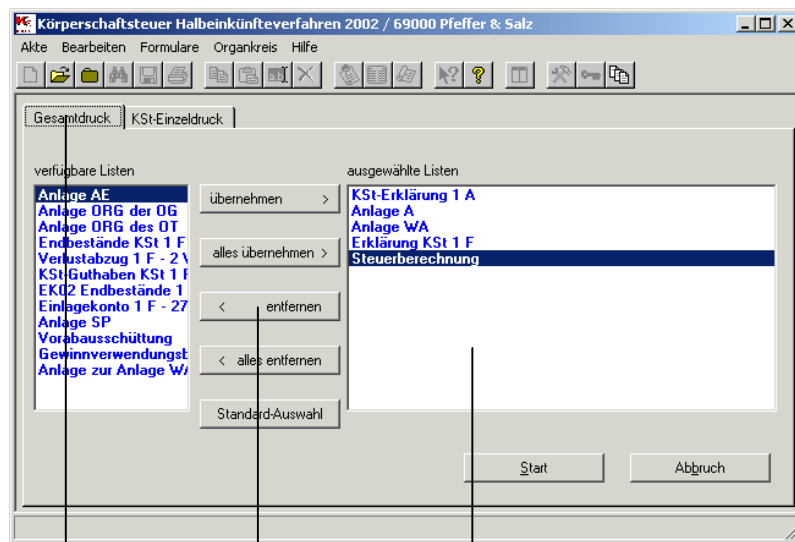 Körperschaftsteuer Halbeinkünfteverfahren 2002 / 69000 Pfeffer & Salz
Akte Bearbeiten Formulare Organkreis Hilfe
Gesamtdruck KSt-Einzeldruck
verfügbare Listen
Anlage AE
Anlage ORG der OG
Anlage ORG des OT
Endbestände KSt 1 F
Verlustabzug 1 F - 2
KSt-Guthaben KSt 1 F
EK02 Endbestände 1
Einlagekonto 1 F - 27
Anlage SP
Vorabausschüttung
Gewinnverwendungsb
Anlage zur Anlage WA
übernehmen >
alles übernehmen >
< entfernen
< alles entfernen
Standard-Auswahl
ausgewählte Listen
KSt-Erklärung 1 A
Anlage A
Anlage WA
Erklärung KSt 1 F
Steuerberechnung
Start Abbruch